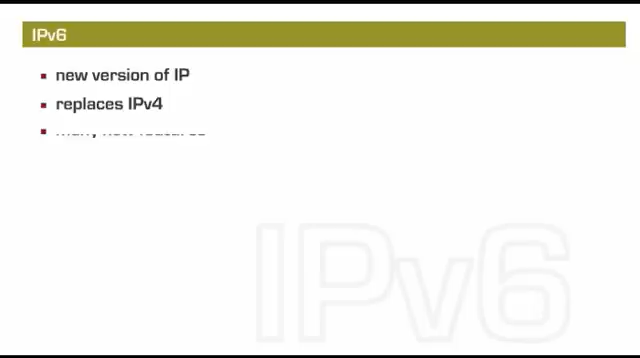 IPv6
new version of IP
replaces IPv4
many new features
IPv6